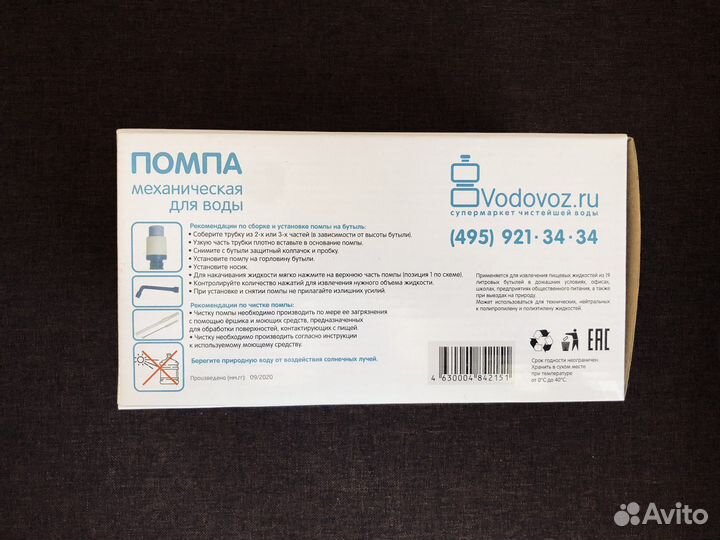 ПОМПА
механическая
для воды
Рекомендации по сборке и установке помпы на бутыль:
• Соберите трубку из 2-х или 3-х частей (в зависимости от высоты бутыли).
• Узкую часть трубки плотно вставьте в основание помпы.
• Снимите с бутыли защитный колпачок и пробку.
• Установите помпу на горловину бутыли.
• Установите носик.
• Для накачивания жидкости мягко нажмите на верхнюю часть помпы (позиция 1 по схеме).
• Контролируйте количество нажатий для извлечения нужного объема жидкости.
• При установке и снятии помпы не прилагайте излишних усилий.
Рекомендации по чистке помпы:
• Чистку помпы необходимо производить по мере ее загрязнения
с помощью ёршика и моющих средств, предназначенных
для обработки поверхностей, контактирующих с пищей.
• Чистку необходимо производить согласно инструкции
к используемому моющему средству.
Берегите природную воду от воздействия солнечных лучей.
Произведено (мм.гг): 09/2020
Vodovoz.ru
супермаркет чистейшей воды
(495) 921·34·34
Применяется для извлечения пищевых жидкостей из 19
литровых бутылей в домашних условиях, офисах,
школах, предприятиях общественного питания, а также
при выездах на природу.
Может использоваться для технических, нейтральных
к полипропилену и полиэтилену жидкостей.
EAC
4 630004 842151
Срок годности неограничен.
Хранить в сухом месте
при температуре
от 0°С до 40°С.
Avito